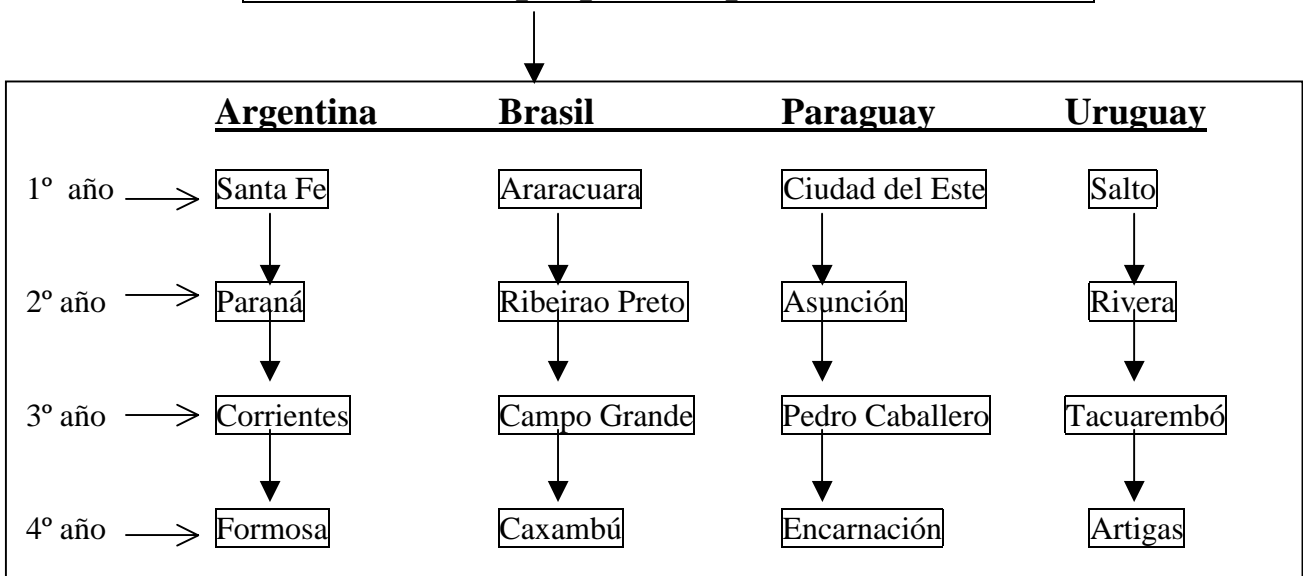 Argentina Brasil Paraguay Uruguay
1º año Santa Fe Araracuara Ciudad del Este Salto
2º año Paraná Ribeirao Preto Asunción Rivera
3º año Corrientes Campo Grande Pedro Caballero Tacuarembó
4º año Formosa Caxambú Encarnación Artigas